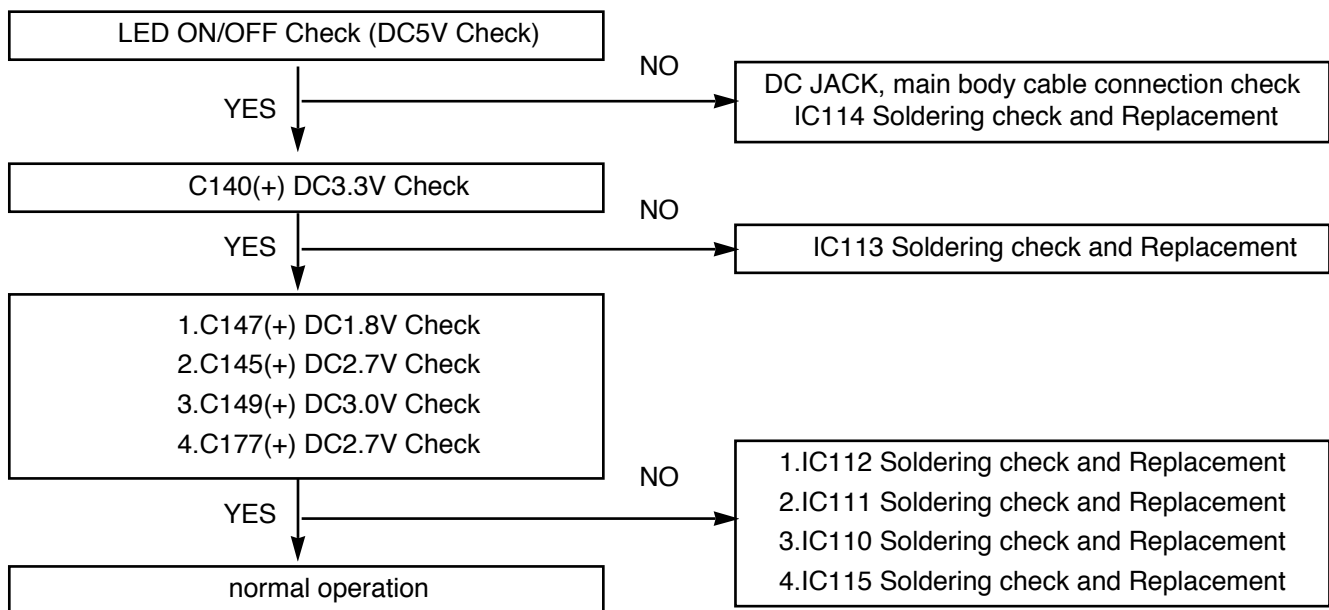 LED ON/OFF Check (DC5V Check)
NO
YES
DC JACK, main body cable connection check
IC114 Soldering check and Replacement
C140(+) DC3.3V Check
NO
YES
IC113 Soldering check and Replacement
1.C147(+) DC1.8V Check
2.C145(+) DC2.7V Check
3.C149(+) DC3.0V Check
4.C177(+) DC2.7V Check
NO
YES
1.IC112 Soldering check and Replacement
2.IC111 Soldering check and Replacement
3.IC110 Soldering check and Replacement
4.IC115 Soldering check and Replacement
normal operation